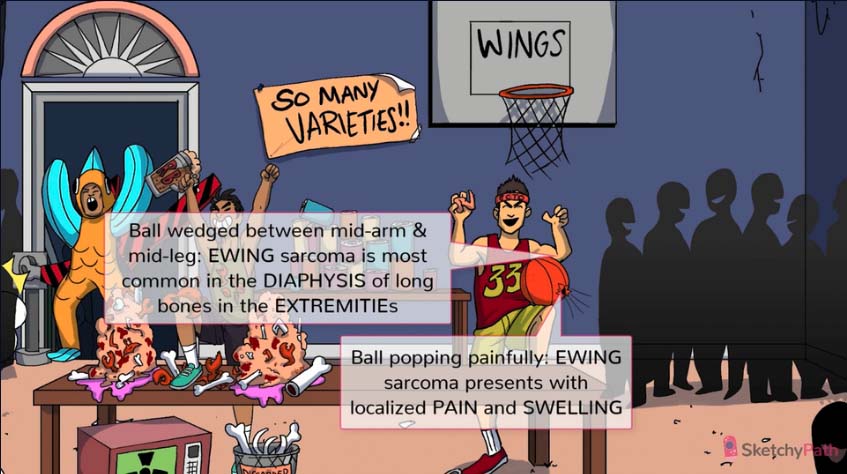 WINGS
SO MANY
VARIETIES!!
Ball wedged between mid-arm &
mid-leg: EWING sarcoma is most
common in the DIAPHYSIS of long
bones in the EXTREMITIEs
33
Ball popping painfully: EWING
sarcoma presents with
localized PAIN and SWELLING
SketchyPath